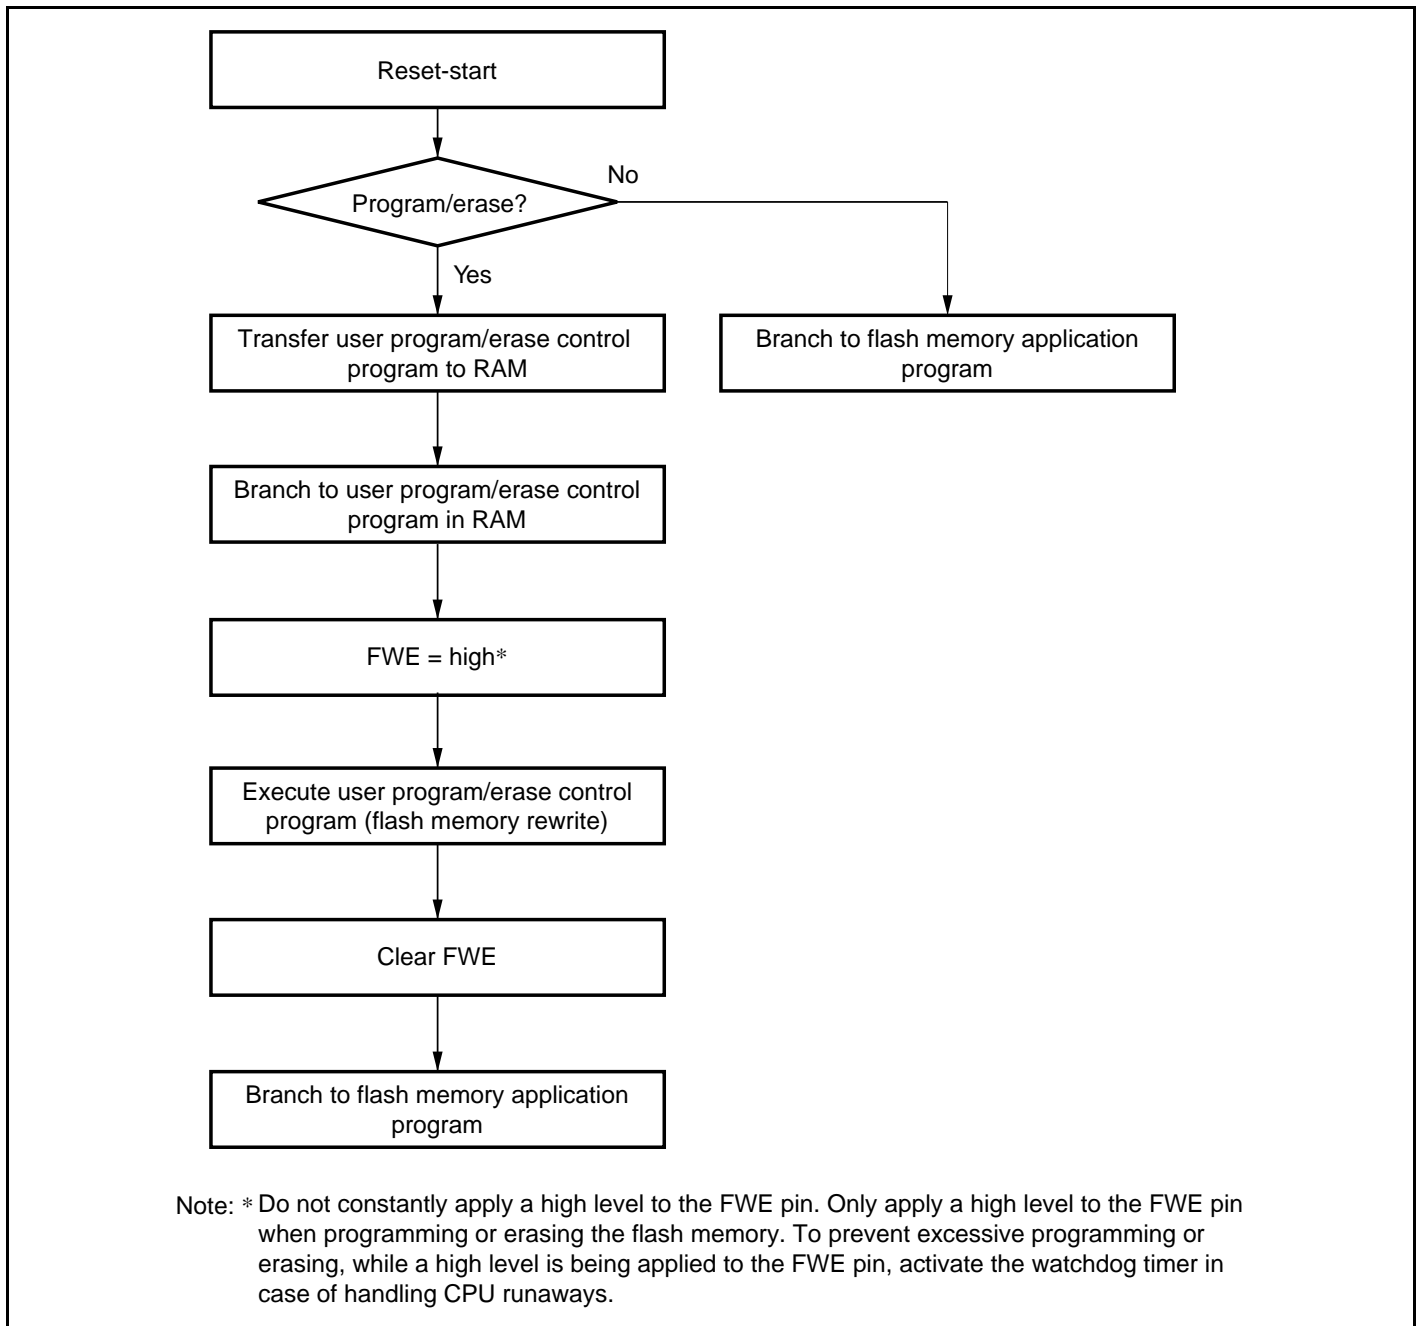 Reset-start
Program/erase?
No
Yes
Transfer user program/erase control
program to RAM
Branch to flash memory application
program
Branch to user program/erase control
program in RAM
FWE = high*
Execute user program/erase control
program (flash memory rewrite)
Clear FWE
Branch to flash memory application
program
Note: * Do not constantly apply a high level to the FWE pin. Only apply a high level to the FWE pin
when programming or erasing the flash memory. To prevent excessive programming or
erasing, while a high level is being applied to the FWE pin, activate the watchdog timer in
case of handling CPU runaways.